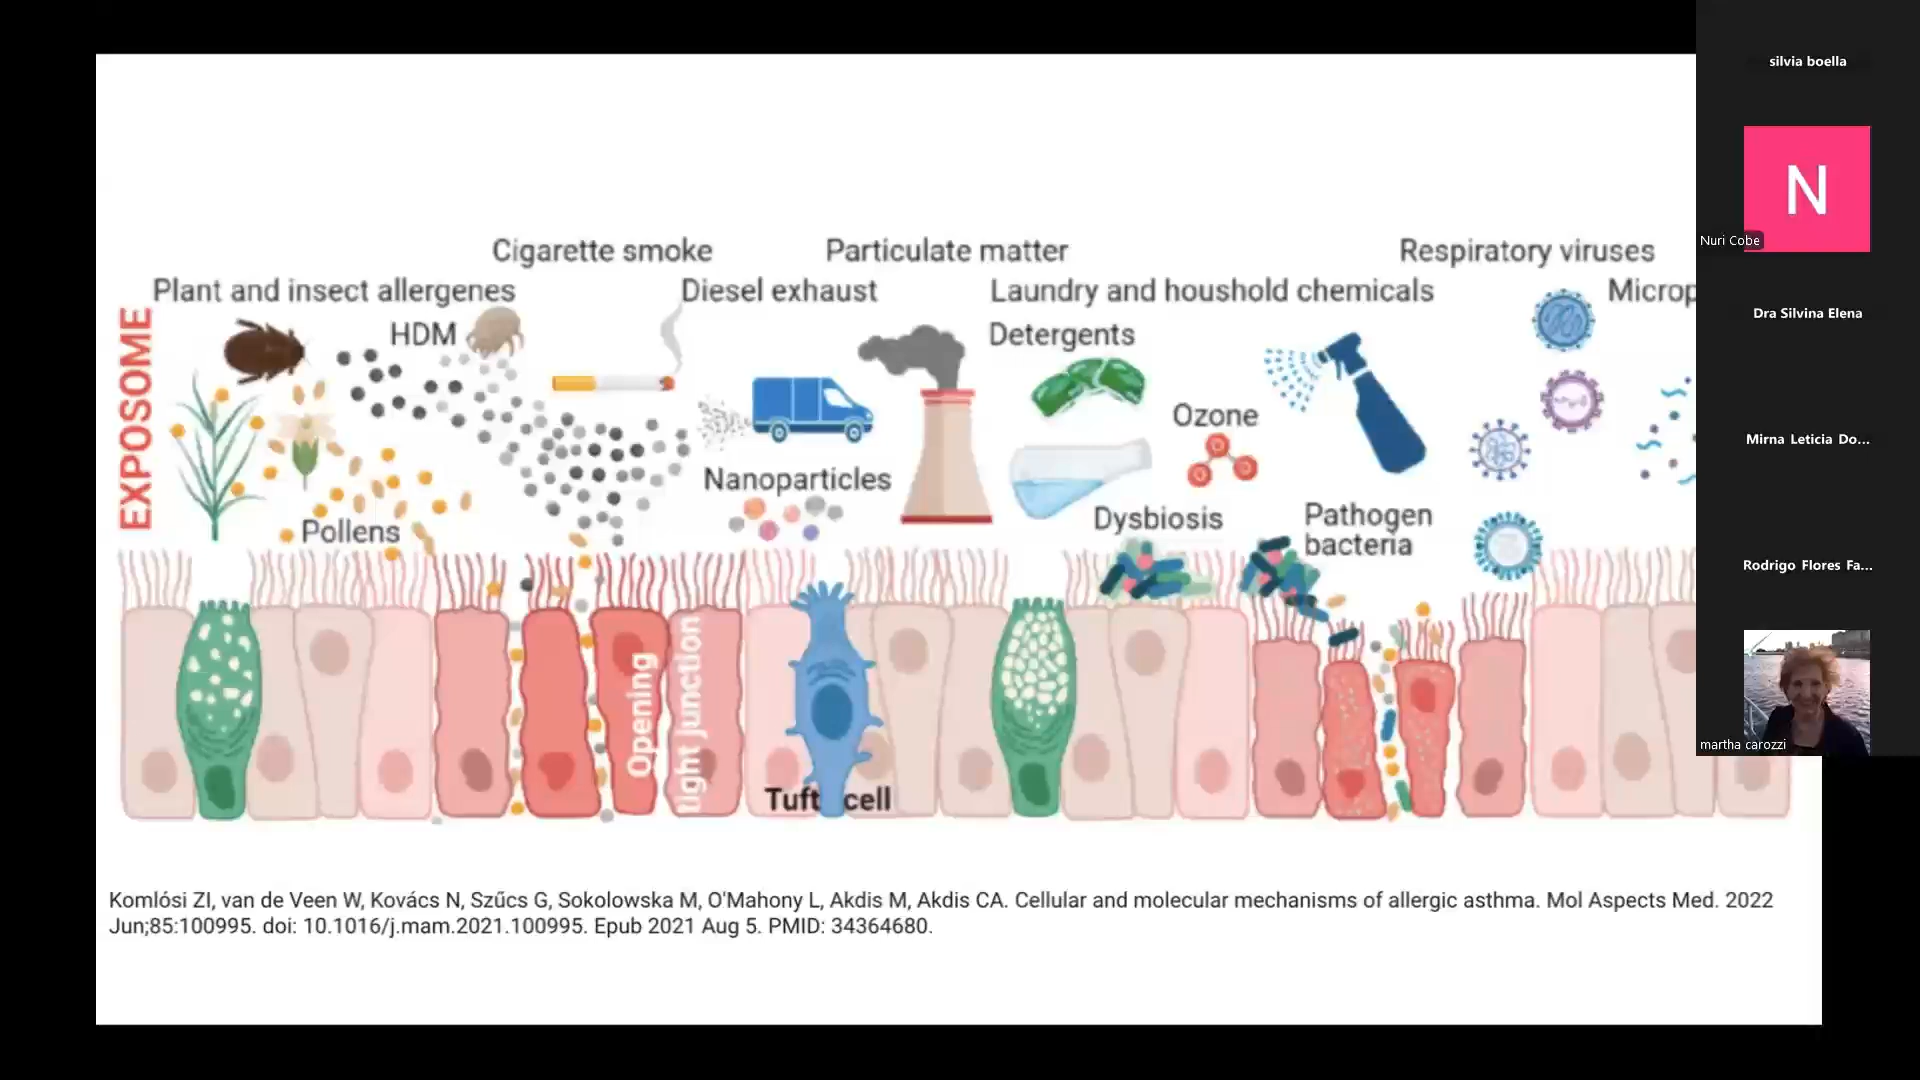 Cigarette smoke
Particulate matter
Respiratory viruses
Plant and insect allergenes
Diesel exhaust
Laundry and houshold chemicals
Microp
EXPOSOME
HDM
Detergents
Ozone
Nanoparticles
Pollens
Dysbiosis
Pathogen
bacteria
Opening
tight junction
Tuft cell
Komlósi ZI, van de Veen W, Kovács N, Szűcs G, Sokolowska M, O'Mahony L, Akdis M, Akdis CA. Cellular and molecular mechanisms of allergic asthma. Mol Aspects Med. 2022
Jun;85:100995. doi: 10.1016/j.mam.2021.100995. Epub 2021 Aug 5. PMID: 34364680.
silvia boella
N
Nuri Cobe
Dra Silvina Elena
Mirna Leticia Do...
Rodrigo Flores Fa...
martha carozzi